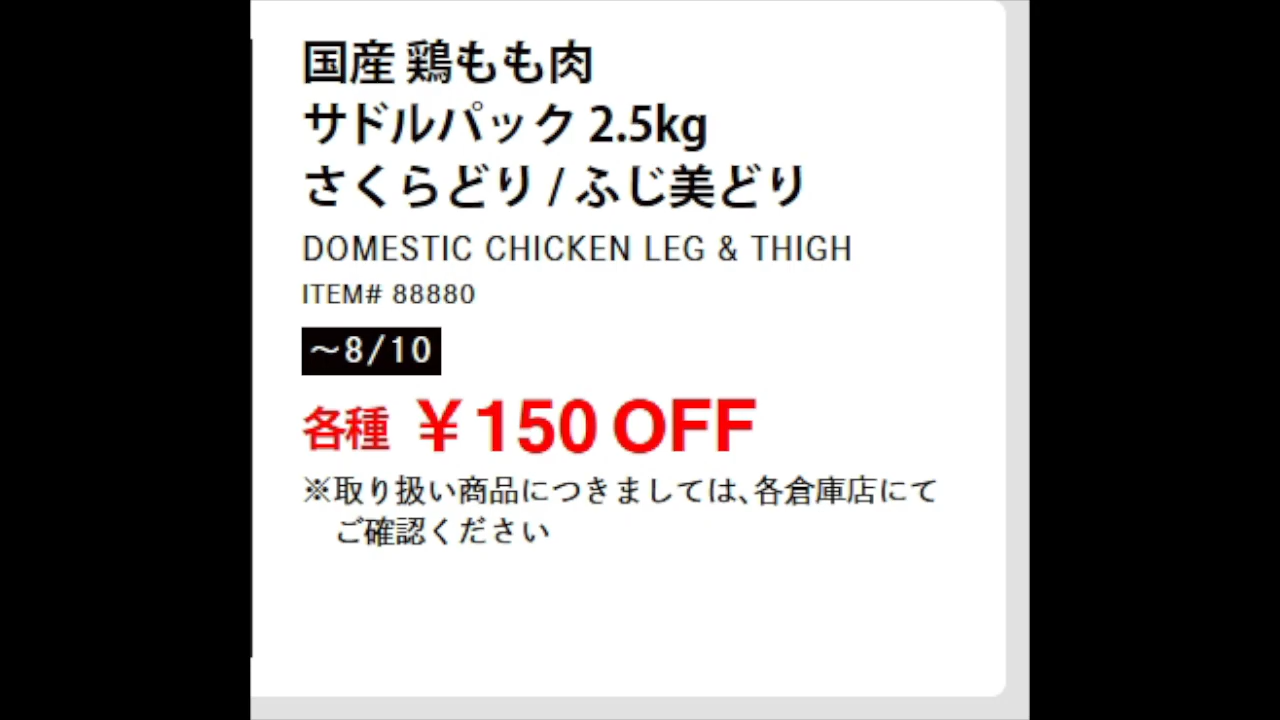 国産 鶏もも肉
サドルパック 2.5kg
さくらどり / ふじ美どり
DOMESTIC CHICKEN LEG & THIGH
ITEM# 88880
～8/10
各種 ￥150 OFF
※取り扱い商品につきましては、各倉庫店にて
ご確認ください